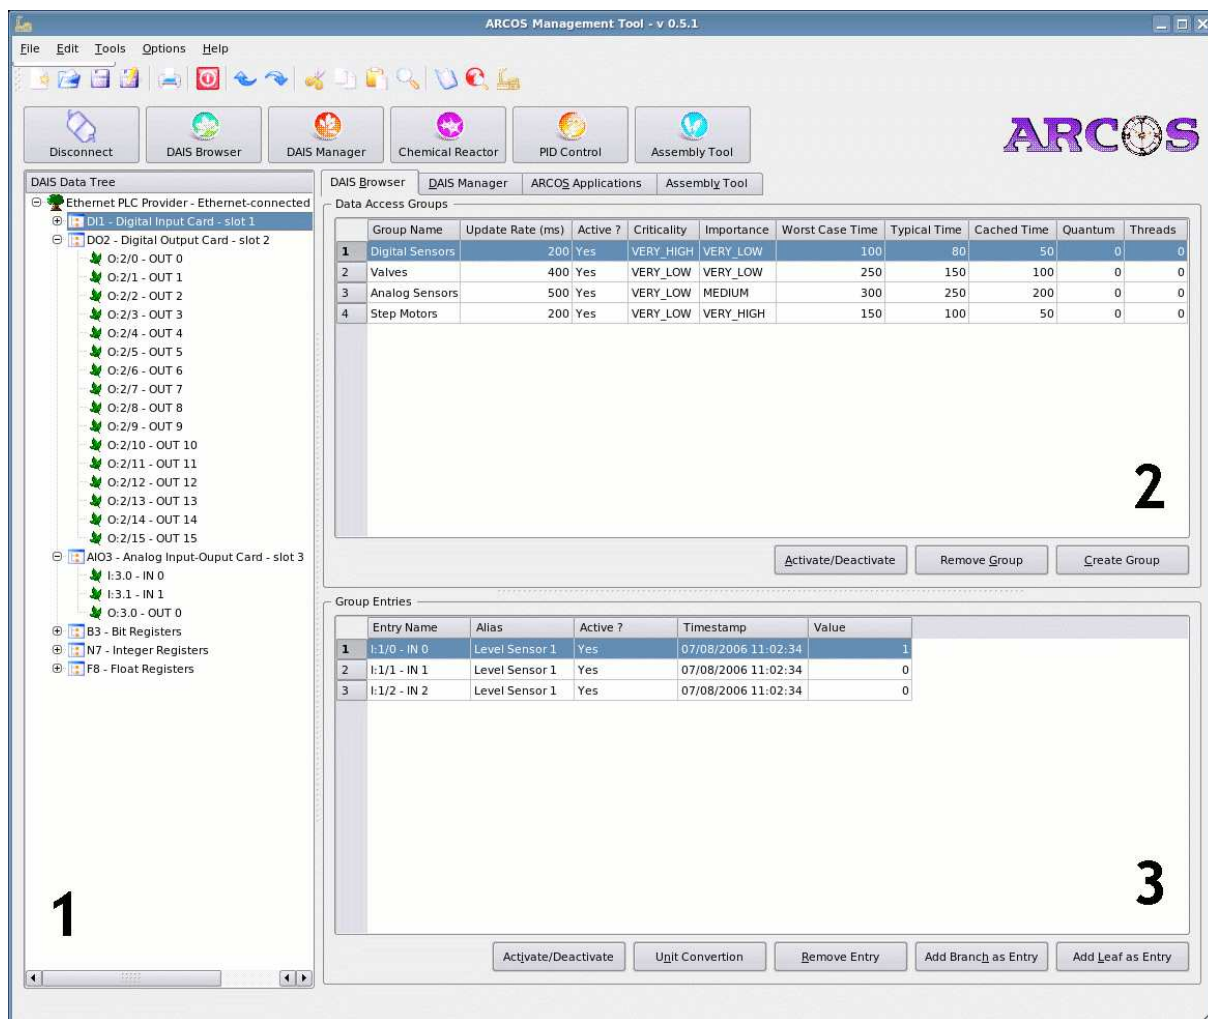 ARCOS Management Tool - v 0.5.1
File Edit Tools Options Help
Disconnect DAIS Browser DAIS Manager Chemical Reactor PID Control Assembly Tool
ARCOS
DAIS Data Tree
Ethernet PLC Provider - Ethernet-connected
DI1 - Digital Input Card - slot 1
DO2 - Digital Output Card - slot 2
O:2/0 - OUT 0
O:2/1 - OUT 1
O:2/2 - OUT 2
O:2/3 - OUT 3
O:2/4 - OUT 4
O:2/5 - OUT 5
O:2/6 - OUT 6
O:2/7 - OUT 7
O:2/8 - OUT 8
O:2/9 - OUT 9
O:2/10 - OUT 10
O:2/11 - OUT 11
O:2/12 - OUT 12
O:2/13 - OUT 13
O:2/14 - OUT 14
O:2/15 - OUT 15
AIO3 - Analog Input-Ouput Card - slot 3
I:3.0 - IN 0
I:3.1 - IN 1
O:3.0 - OUT 0
B3 - Bit Registers
N7 - Integer Registers
F8 - Float Registers
1
DAIS Browser DAIS Manager ARCOS Applications Assembly Tool
Data Access Groups
Group Name Update Rate (ms) Active ? Criticality Importance Worst Case Time Typical Time Cached Time Quantum Threads
1 Digital Sensors 200 Yes VERY_HIGH VERY_LOW 100 80 50 0 0
2 Valves 400 Yes VERY_LOW VERY_LOW 250 150 100 0 0
3 Analog Sensors 500 Yes VERY_LOW MEDIUM 300 250 200 0 0
4 Step Motors 200 Yes VERY_LOW VERY_HIGH 150 100 50 0 0
2
Activate/Deactivate Remove Group Create Group
Group Entries
Entry Name Alias Active ? Timestamp Value
1 I:1/0 - IN 0 Level Sensor 1 Yes 07/08/2006 11:02:34 1
2 I:1/1 - IN 1 Level Sensor 1 Yes 07/08/2006 11:02:34 0
3 I:1/2 - IN 2 Level Sensor 1 Yes 07/08/2006 11:02:34 0
3
Activate/Deactivate Unit Convertion Remove Entry Add Branch as Entry Add Leaf as Entry